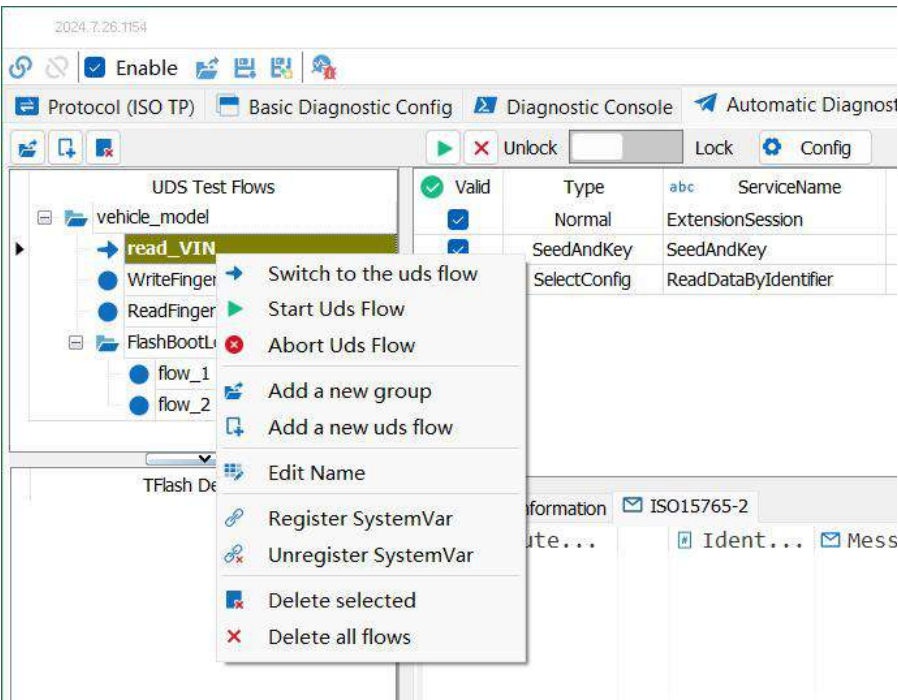 2024.7.26.1154
Enable
Protocol (ISO TP) Basic Diagnostic Config Diagnostic Console Automatic Diagnost
Unlock Lock Config
UDS Test Flows Valid Type abc ServiceName
vehicle_model Normal ExtensionSession
read_VIN SeedAndKey SeedAndKey
WriteFinger SelectConfig ReadDataByIdentifier
ReadFinger
FlashBootL
flow_1
flow_2
Switch to the uds flow
Start Uds Flow
Abort Uds Flow
Add a new group
Add a new uds flow
Edit Name
Register SystemVar
Unregister SystemVar
Delete selected
Delete all flows
TFlash De
nformation ISO15765-2
ute... # Ident... Mess